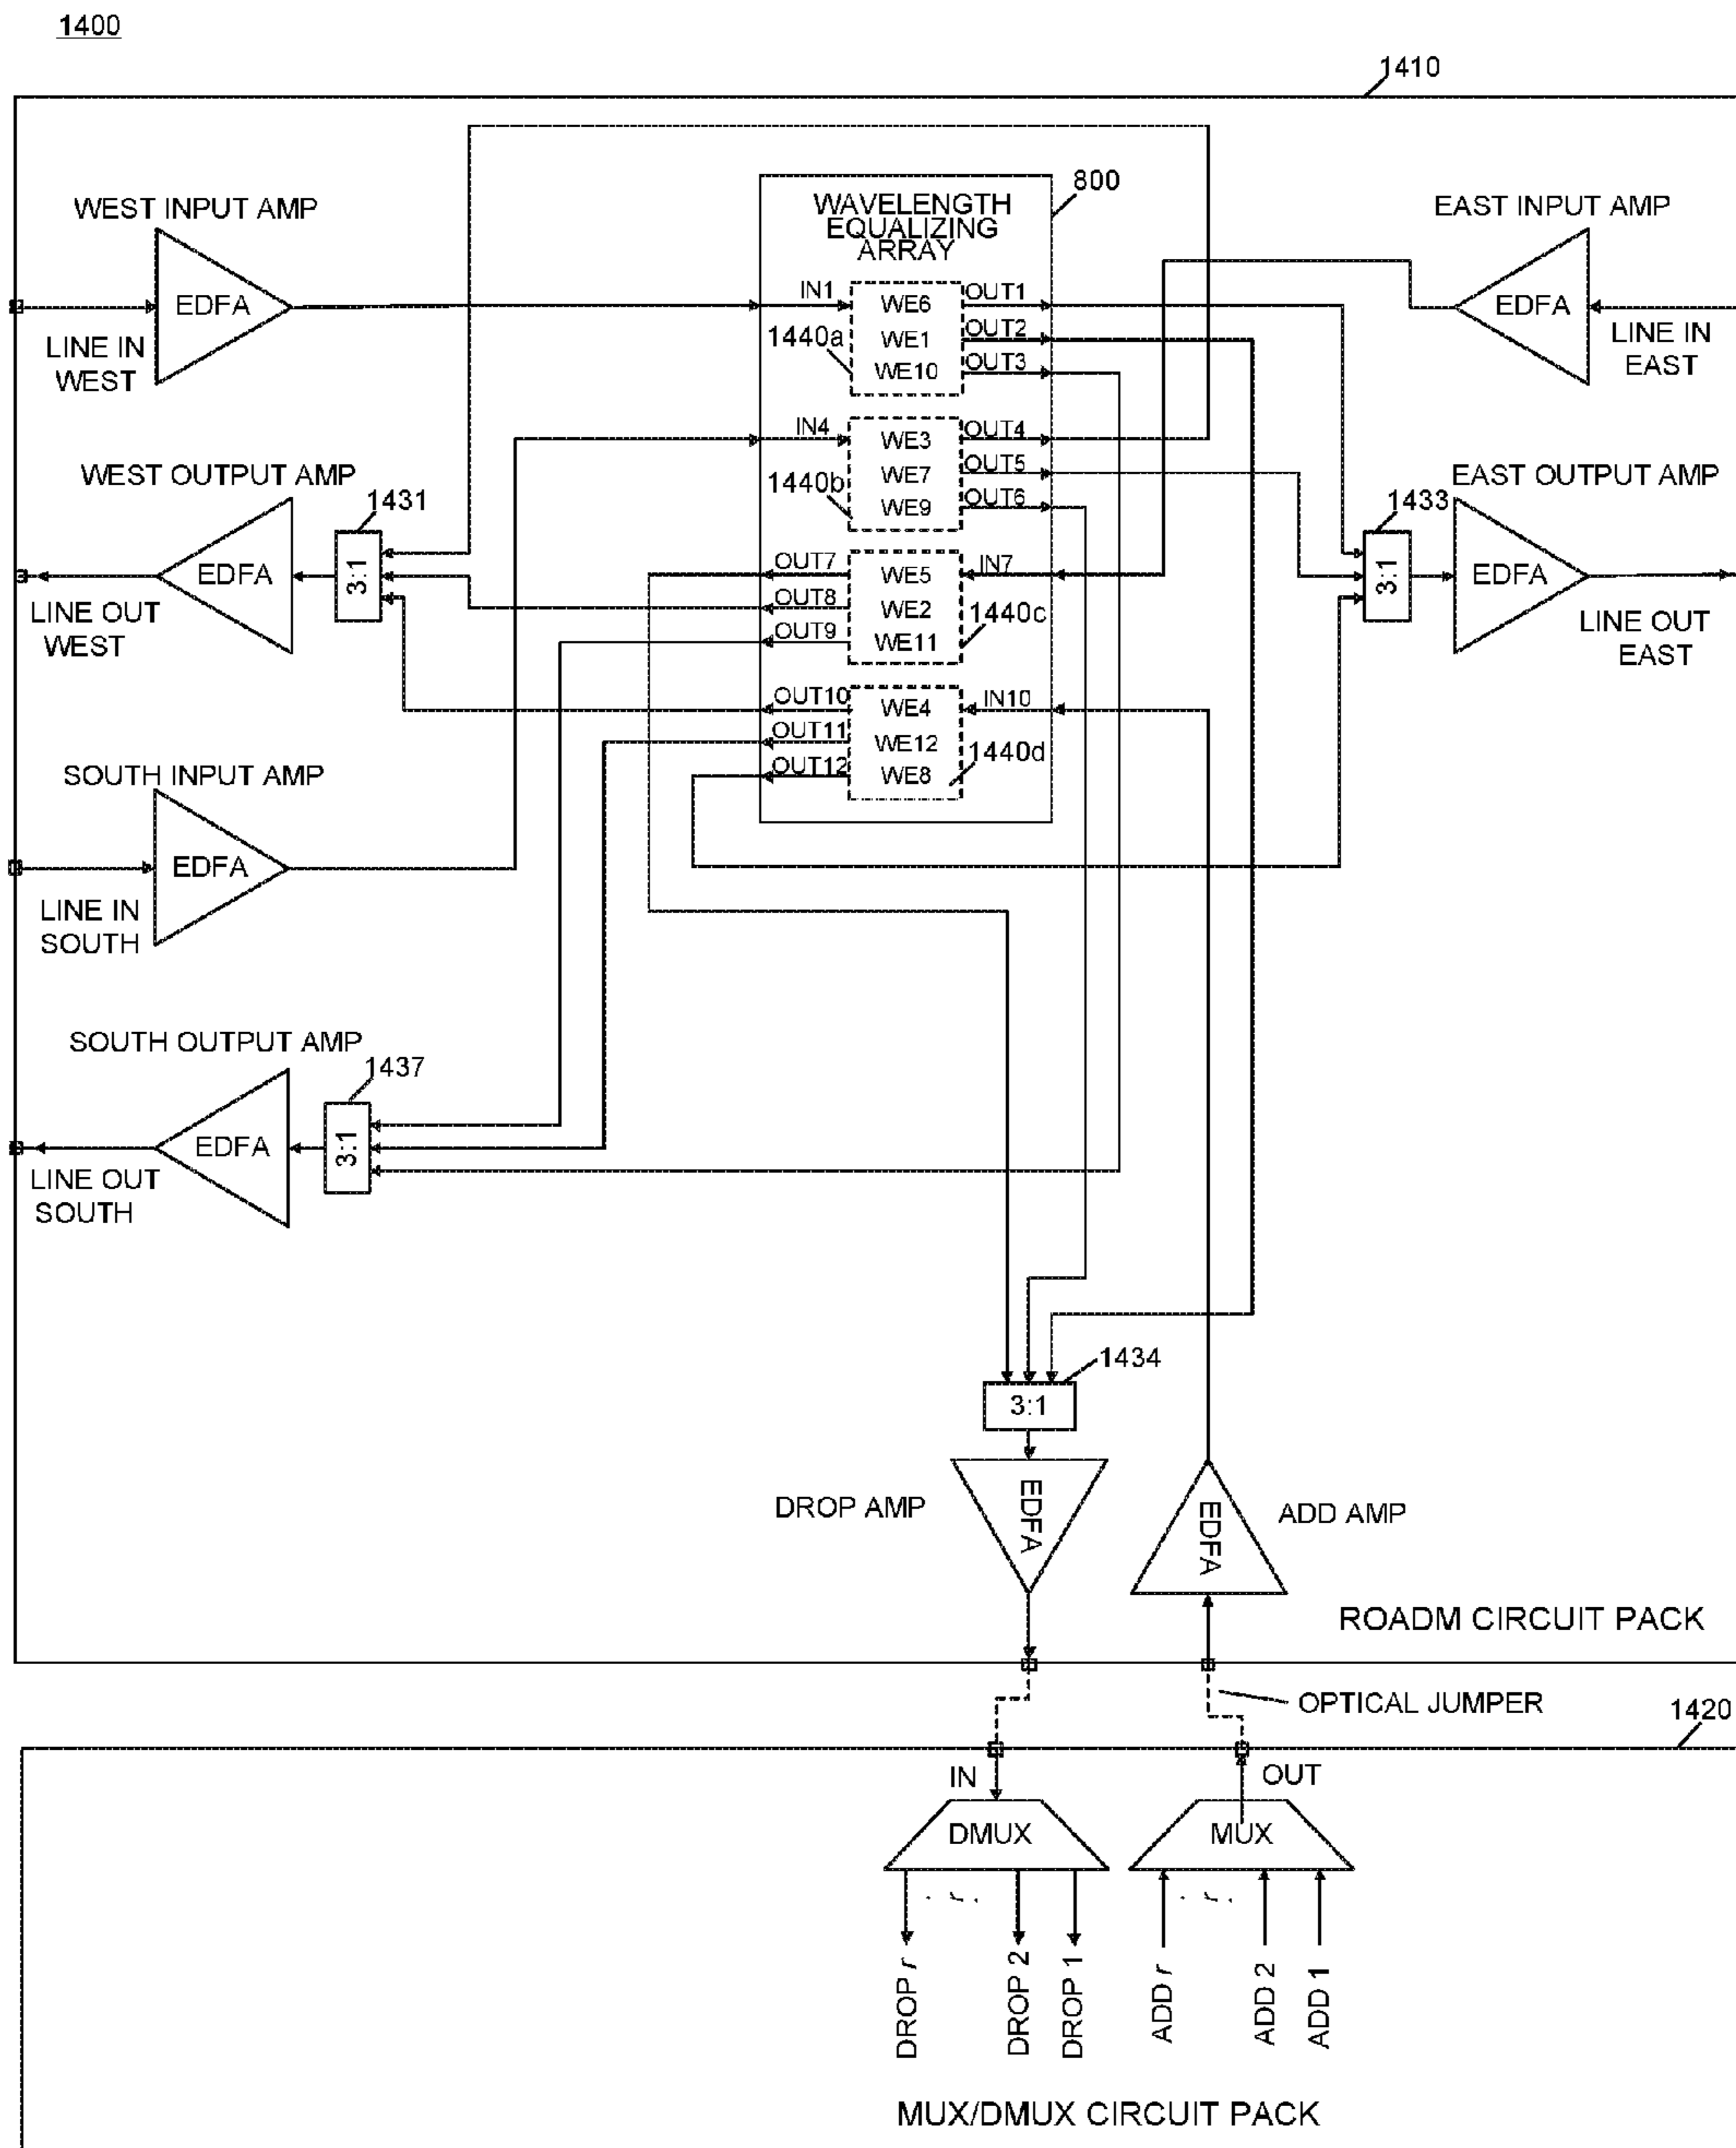 1400
1410
WEST INPUT AMP
EDFA
LINE IN
WEST
800
WAVELENGTH
EQUALIZING
ARRAY
EAST INPUT AMP
EDFA
LINE IN
EAST
IN1
WE6
OUT1
1440a
WE1
OUT2
WE10
OUT3
IN4
WE3
OUT4
1440b
WE7
OUT5
WE9
OUT6
OUT7
WE5
IN7
OUT8
WE2
1440c
OUT9
WE11
OUT10
WE4
IN10
OUT11
WE12
1440d
OUT12
WE8
WEST OUTPUT AMP
1431
EDFA
3:1
LINE OUT
WEST
EAST OUTPUT AMP
1433
3:1
EDFA
LINE OUT
EAST
SOUTH INPUT AMP
EDFA
LINE IN
SOUTH
SOUTH OUTPUT AMP
1437
EDFA
3:1
LINE OUT
SOUTH
1434
3:1
DROP AMP
EDFA
EDFA
ADD AMP
ROADM CIRCUIT PACK
OPTICAL JUMPER
1420
IN
OUT
DMUX
MUX
r
r
DROP r
DROP 2
DROP 1
ADD r
ADD 2
ADD 1
MUX/DMUX CIRCUIT PACK